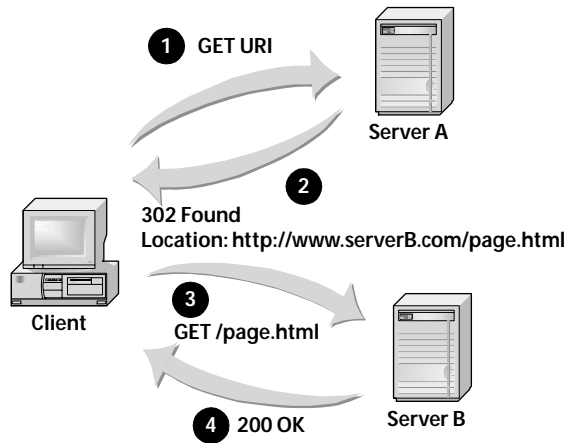 1 GET URI
Server A
2
302 Found
Location: http://www.serverB.com/page.html
Client
3
GET /page.html
Server B
4 200 OK